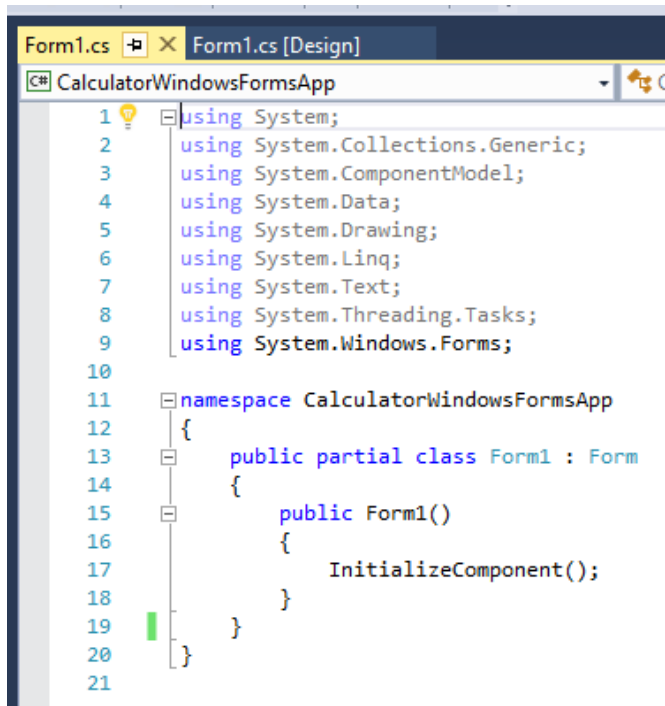 Form1.cs Form1.cs [Design]
C# CalculatorWindowsFormsApp
1 using System;
2 using System.Collections.Generic;
3 using System.ComponentModel;
4 using System.Data;
5 using System.Drawing;
6 using System.Linq;
7 using System.Text;
8 using System.Threading.Tasks;
9 using System.Windows.Forms;
10
11 namespace CalculatorWindowsFormsApp
12 {
13 public partial class Form1 : Form
14 {
15 public Form1()
16 {
17 InitializeComponent();
18 }
19 }
20 }
21